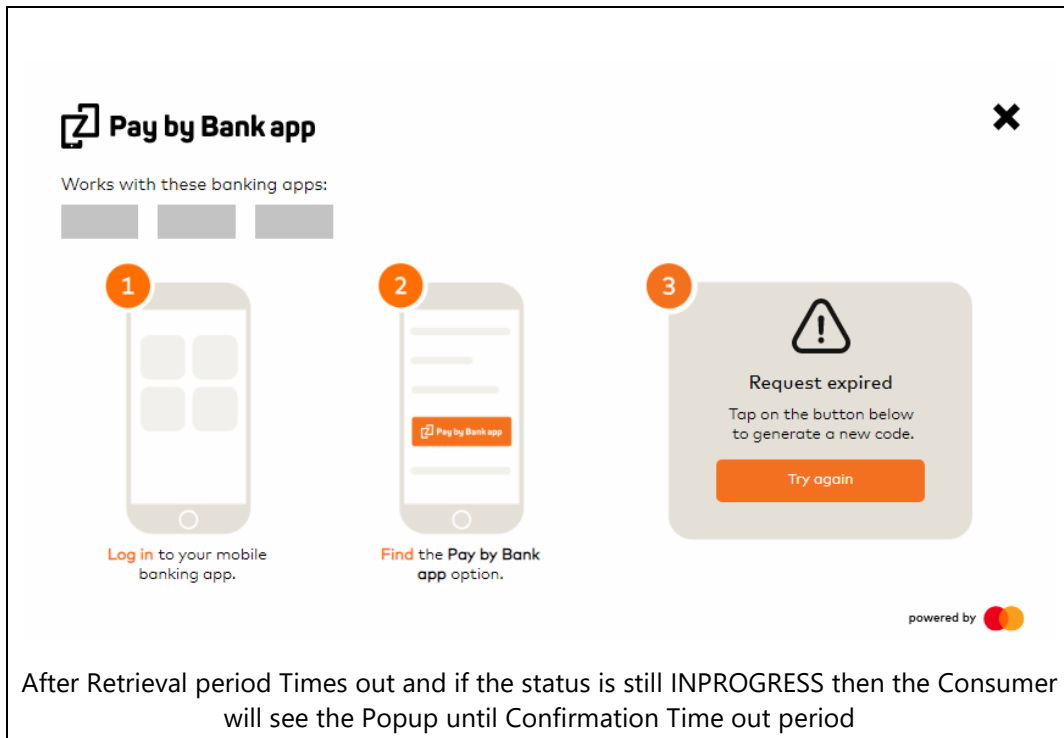 Pay by Bank app
Works with these banking apps:
1
2
3
Pay by Bank app
Request expired
Tap on the button below
to generate a new code.
Try again
Log in to your mobile
banking app.
Find the Pay by Bank
app option.
powered by
After Retrieval period Times out and if the status is still INPROGRESS then the Consumer
will see the Popup until Confirmation Time out period